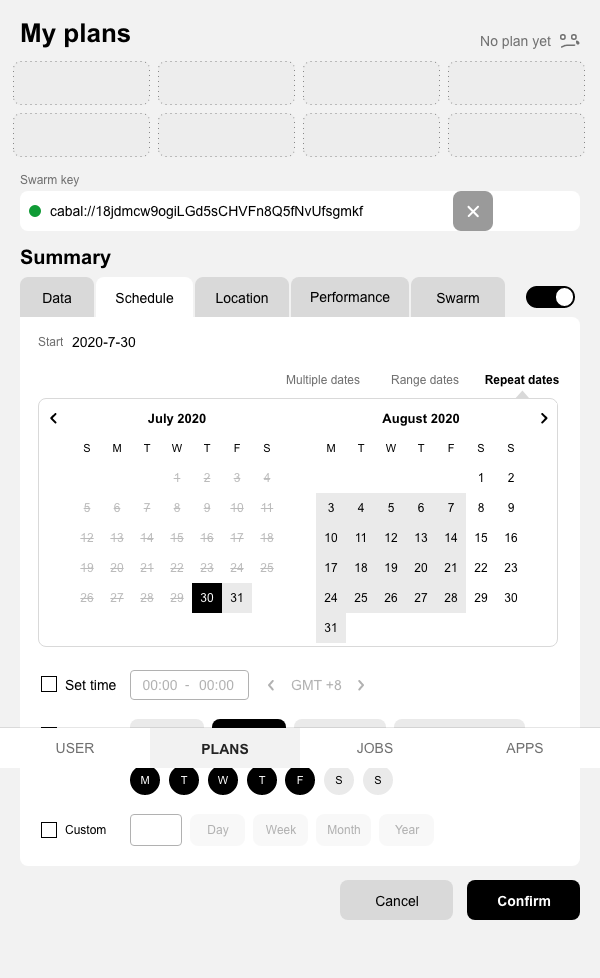 My plans
No plan yet
Swarm key
cabal://18jdmcw9ogiLGd5sCHVFn8Q5fNvUfsgmkf
Summary
Data Schedule Location Performance Swarm
Start 2020-7-30
Multiple dates Range dates Repeat dates
July 2020 August 2020
S M T W T F S M T W T F S S
1 2 3 4 1 2
5 6 7 8 9 10 11 3 4 5 6 7 8 9
12 13 14 15 16 17 18 10 11 12 13 14 15 16
19 20 21 22 23 24 25 17 18 19 20 21 22 23
26 27 28 29 30 31 24 25 26 27 28 29 30
31
Set time 00:00 - 00:00 GMT +8
USER PLANS JOBS APPS
M T W T F S S
Custom Day Week Month Year
Cancel Confirm